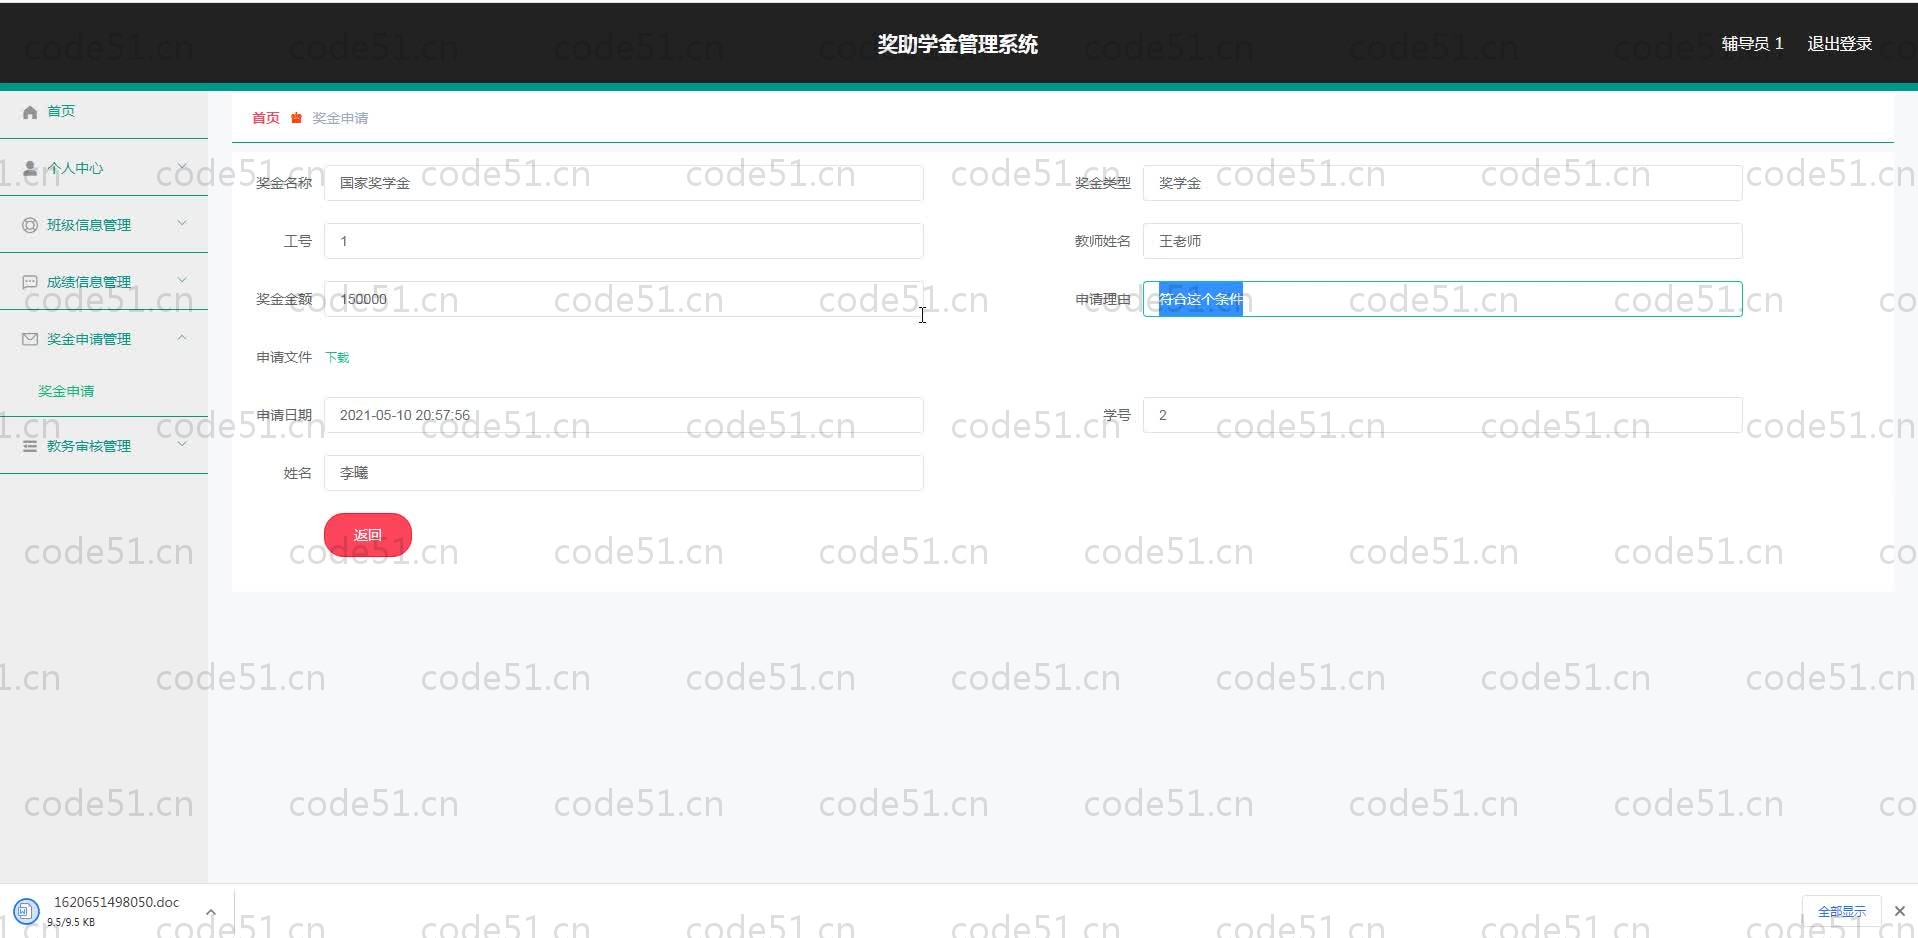 奖助学金管理系统
辅导员 1 退出登录
首页
个人中心
班级信息管理
成绩信息管理
奖金申请管理
奖金申请
教务审核管理
首页 奖金申请
奖金名称 国家奖学金 奖金类型 奖学金
工号 1 教师姓名 王老师
奖金金额 150000 申请理由 符合这个条件
申请文件 下载
申请日期 2021-05-10 20:57:56 学号 2
姓名 李曦
返回
1620651498050.doc
9.5/9.5 KB
全部显示
code51.cn